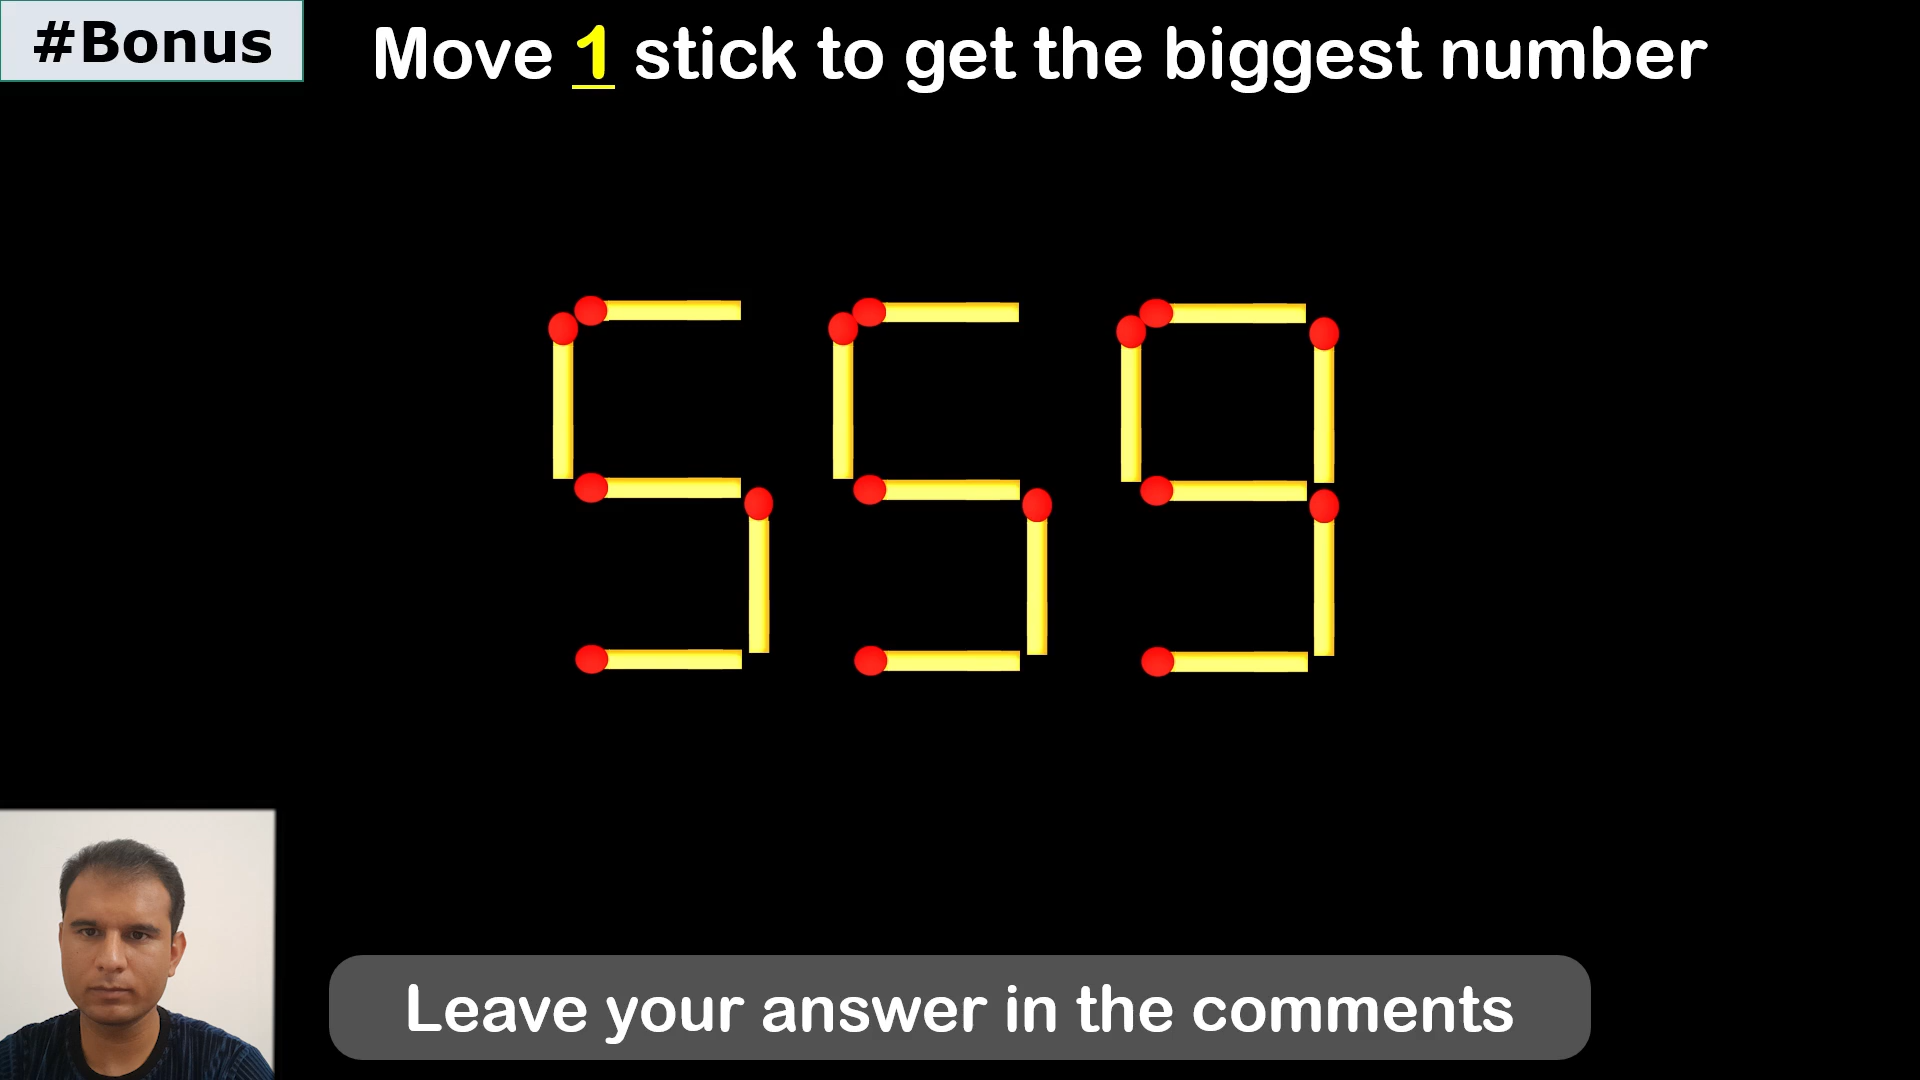 #Bonus
Move 1 stick to get the biggest number
559
Leave your answer in the comments